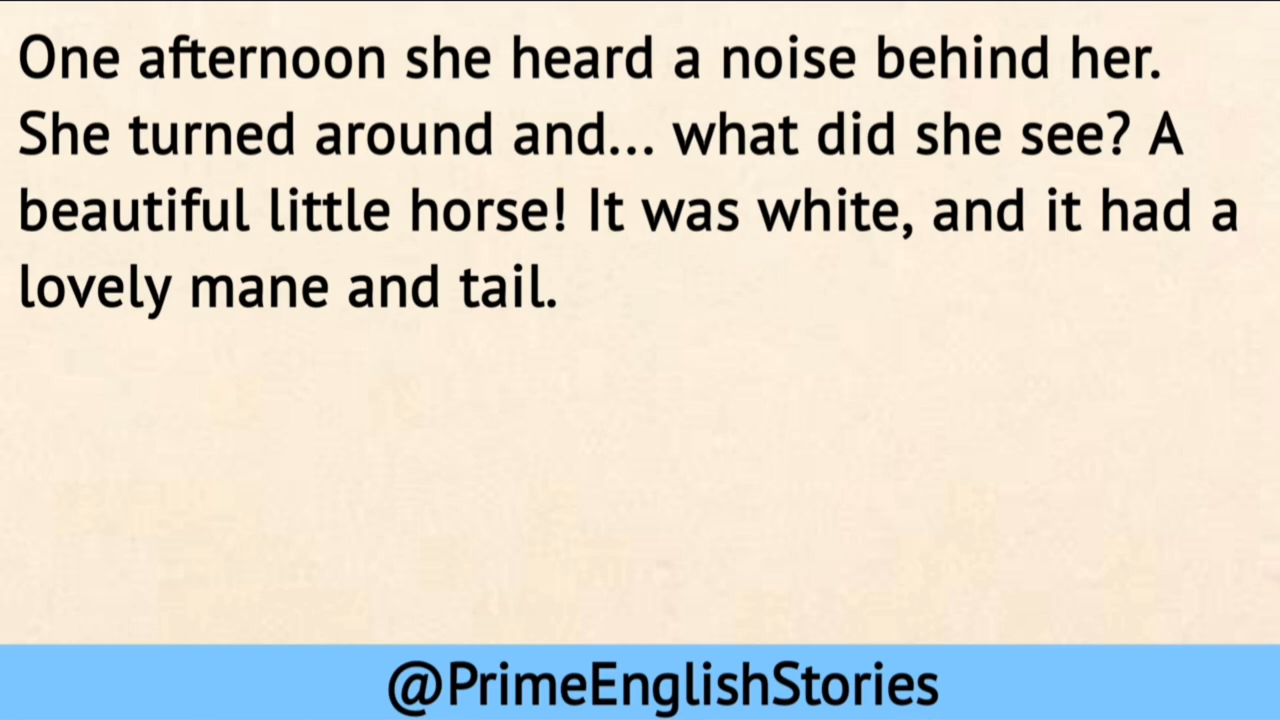 One afternoon she heard a noise behind her.
She turned around and... what did she see? A
beautiful little horse! It was white, and it had a
lovely mane and tail.
@PrimeEnglishStories